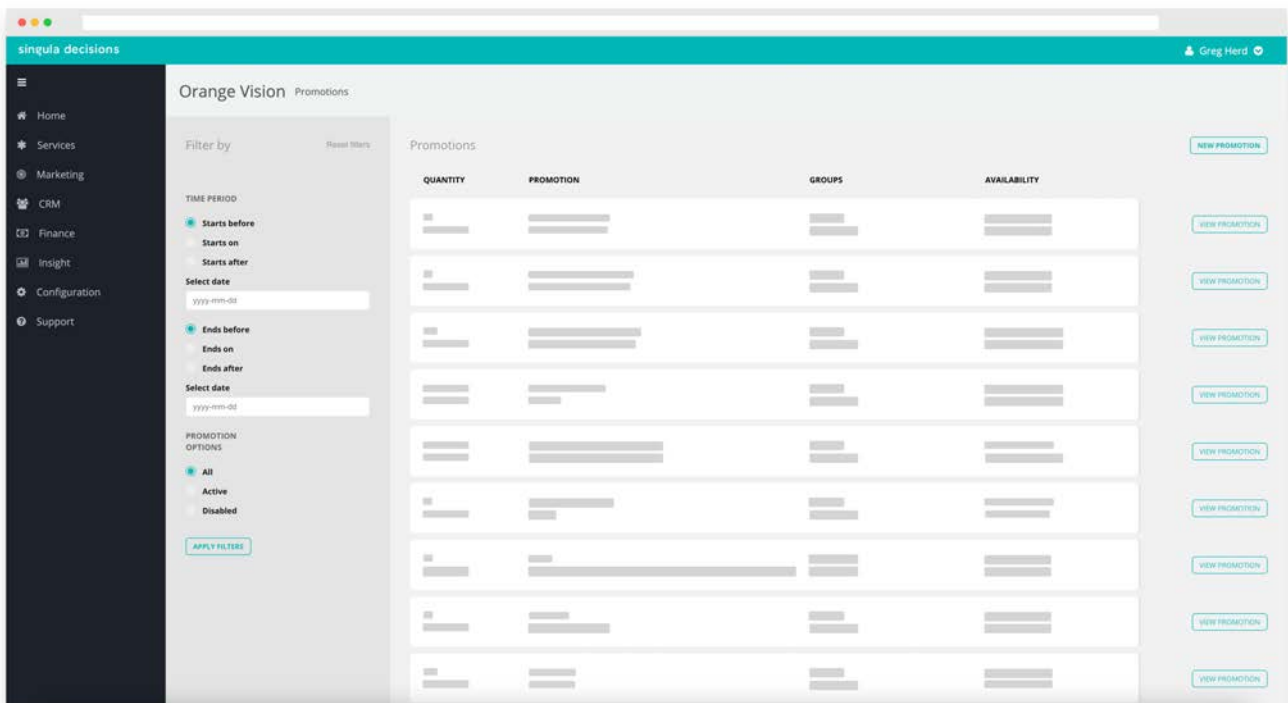 singula decisions
Greg Herd
Orange Vision Promotions
Home
Services
Marketing
CRM
Finance
Insight
Configuration
Support
Filter by Reset filters
TIME PERIOD
Starts before
Starts on
Starts after
Select date
yyyy-mm-dd
Ends before
Ends on
Ends after
Select date
yyyy-mm-dd
PROMOTION
OPTIONS
All
Active
Disabled
APPLY FILTERS
Promotions
NEW PROMOTION
QUANTITY PROMOTION GROUPS AVAILABILITY
VIEW PROMOTION
VIEW PROMOTION
VIEW PROMOTION
VIEW PROMOTION
VIEW PROMOTION
VIEW PROMOTION
VIEW PROMOTION
VIEW PROMOTION
VIEW PROMOTION